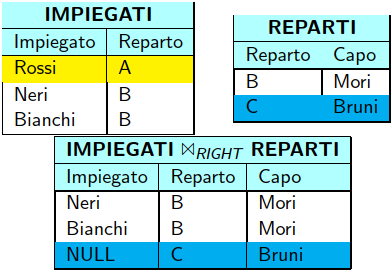 IMPIEGATI
Impiegato Reparto
Rossi A
Neri B
Bianchi B
REPARTI
Reparto Capo
B Mori
C Bruni
IMPIEGATI ⋈RIGHT REPARTI
Impiegato Reparto Capo
Neri B Mori
Bianchi B Mori
NULL C Bruni